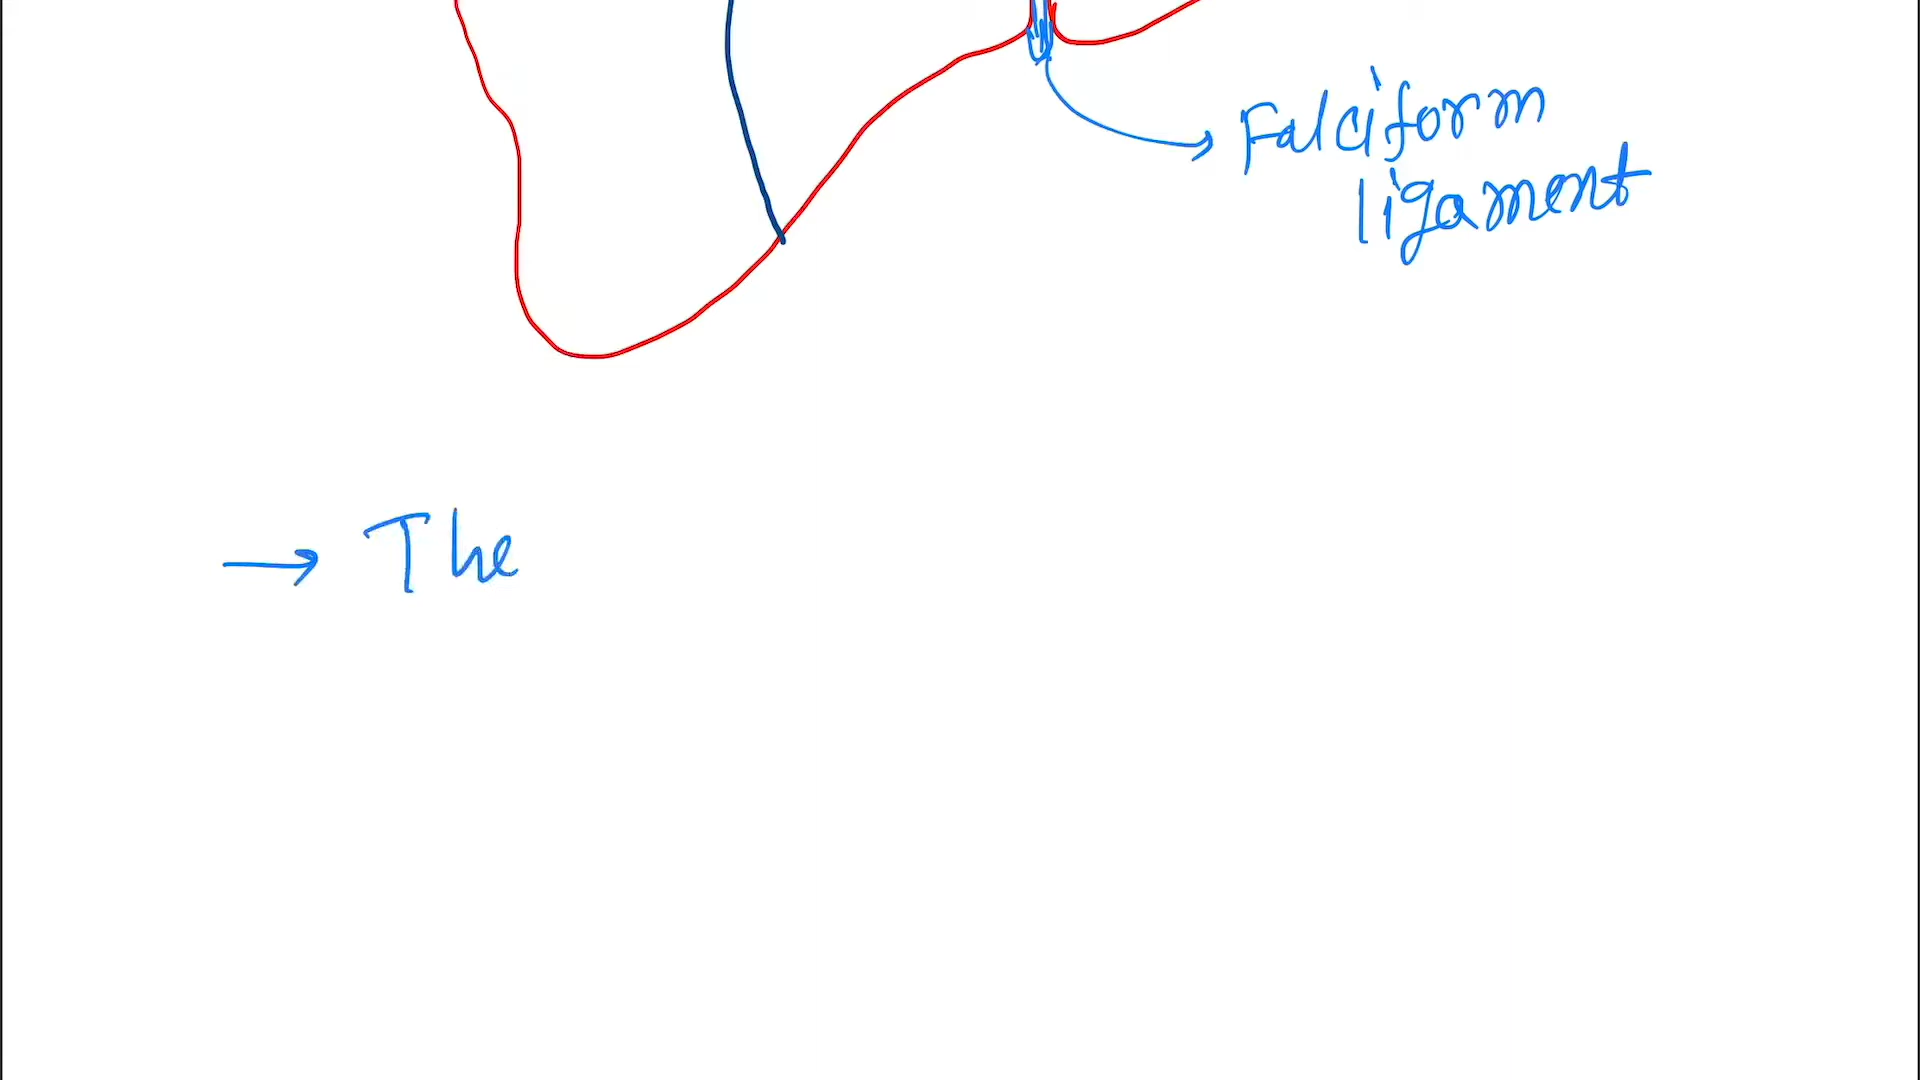 Falciform
ligament
→ The